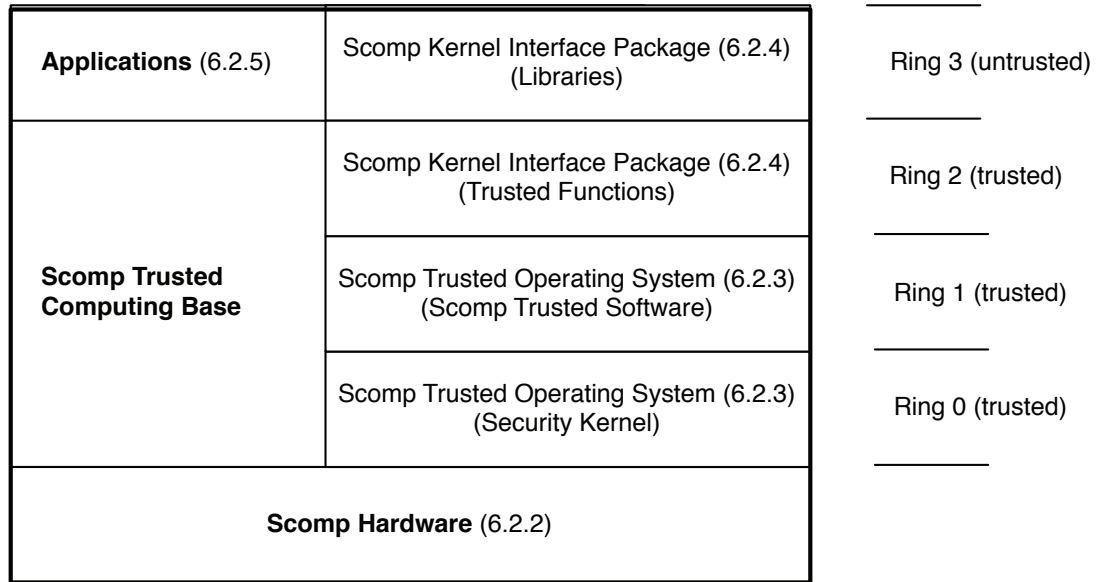 Applications (6.2.5)
Scomp Kernel Interface Package (6.2.4)
(Libraries)
Ring 3 (untrusted)
Scomp Kernel Interface Package (6.2.4)
(Trusted Functions)
Ring 2 (trusted)
Scomp Trusted
Computing Base
Scomp Trusted Operating System (6.2.3)
(Scomp Trusted Software)
Ring 1 (trusted)
Scomp Trusted Operating System (6.2.3)
(Security Kernel)
Ring 0 (trusted)
Scomp Hardware (6.2.2)